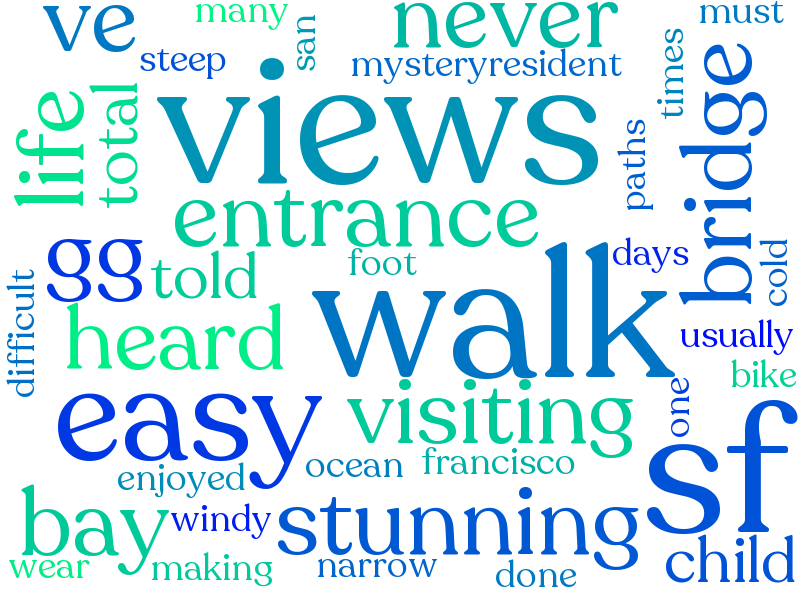 ve
many
san
never
must
steep
mysteryresident
times
bridge
life
total
views
paths
entrance
gg
told
foot
days
cold
difficult
heard
walk
usually
bike
easy
visiting
one
sf
enjoyed
ocean
francisco
bay
windy
stunning
child
wear
making
narrow
done